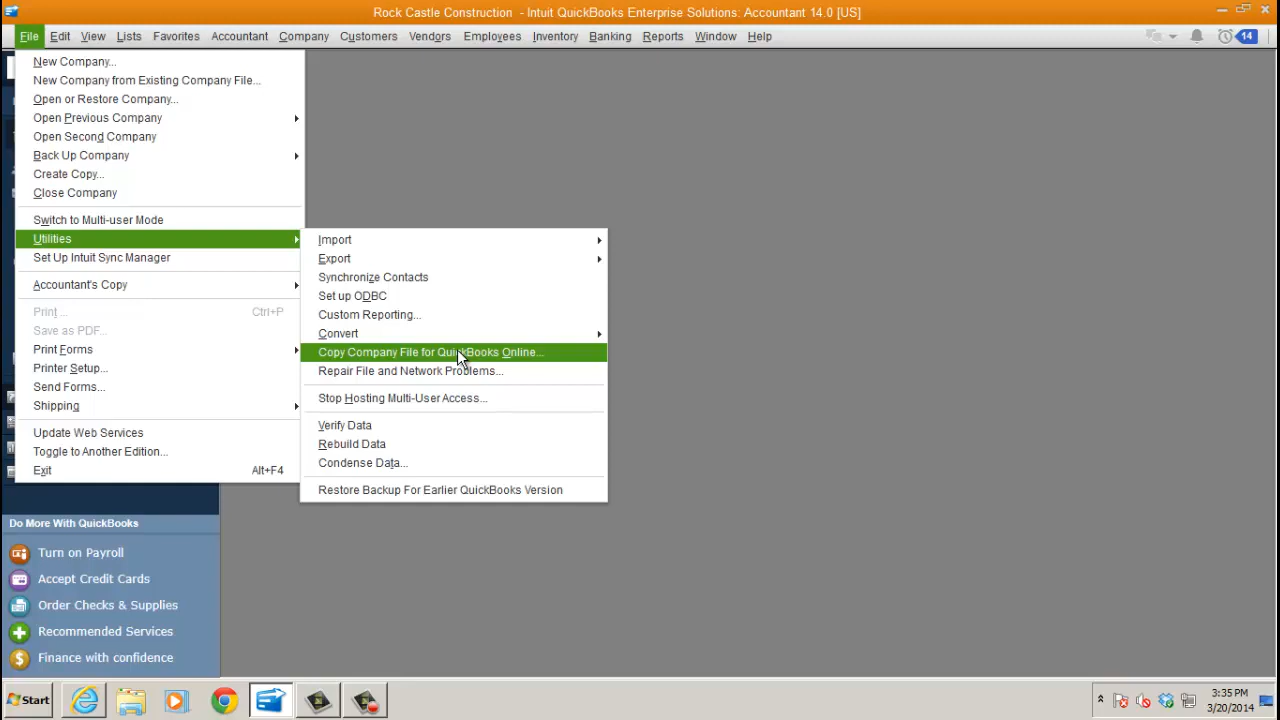 Rock Castle Construction - Intuit QuickBooks Enterprise Solutions: Accountant 14.0 [US]
File Edit View Lists Favorites Accountant Company Customers Vendors Employees Inventory Banking Reports Window Help 14
New Company...
New Company from Existing Company File...
Open or Restore Company...
Open Previous Company
Open Second Company
Back Up Company
Create Copy...
Close Company
Switch to Multi-user Mode
Utilities
Set Up Intuit Sync Manager
Accountant's Copy
Print ... Ctrl+P
Save as PDF...
Print Forms
Printer Setup...
Send Forms...
Shipping
Update Web Services
Toggle to Another Edition...
Exit Alt+F4
Import
Export
Synchronize Contacts
Set up ODBC
Custom Reporting...
Convert
Copy Company File for QuickBooks Online...
Repair File and Network Problems...
Stop Hosting Multi-User Access...
Verify Data
Rebuild Data
Condense Data...
Restore Backup For Earlier QuickBooks Version
Do More With QuickBooks
Turn on Payroll
Accept Credit Cards
Order Checks & Supplies
Recommended Services
Finance with confidence
Start
3:35 PM
3/20/2014